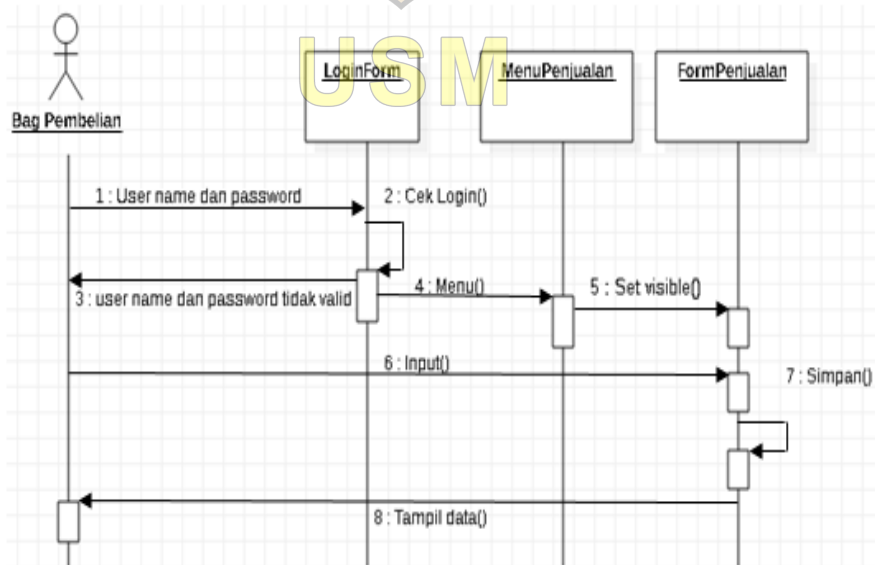 USM
LoginForm
MenuPenjualan
FormPenjualan
Bag Pembelian
1 : User name dan password
2 : Cek Login()
3 : user name dan password tidak valid
4 : Menu()
5 : Set visible()
6 : Input()
7 : Simpan()
8 : Tampil data()